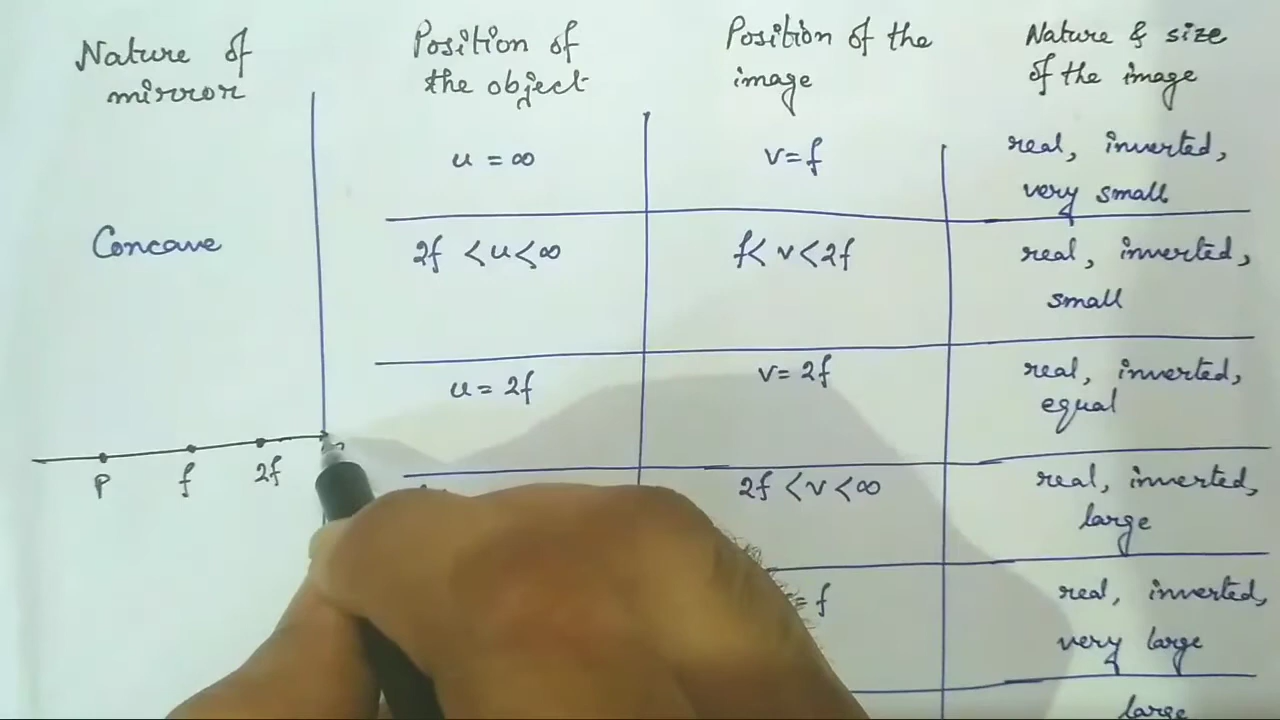 Nature of
mirror
Position of
the object
Position of the
image
Nature & size
of the image
u = ∞
v=f
real, inverted,
very small
Concave
2f <u<∞
f< v<2f
real, inverted,
small
u = 2f
v= 2f
real, inverted,
equal
P f 2f
2f <v <∞
real, inverted,
large
= f
real, inverted,
very large
large